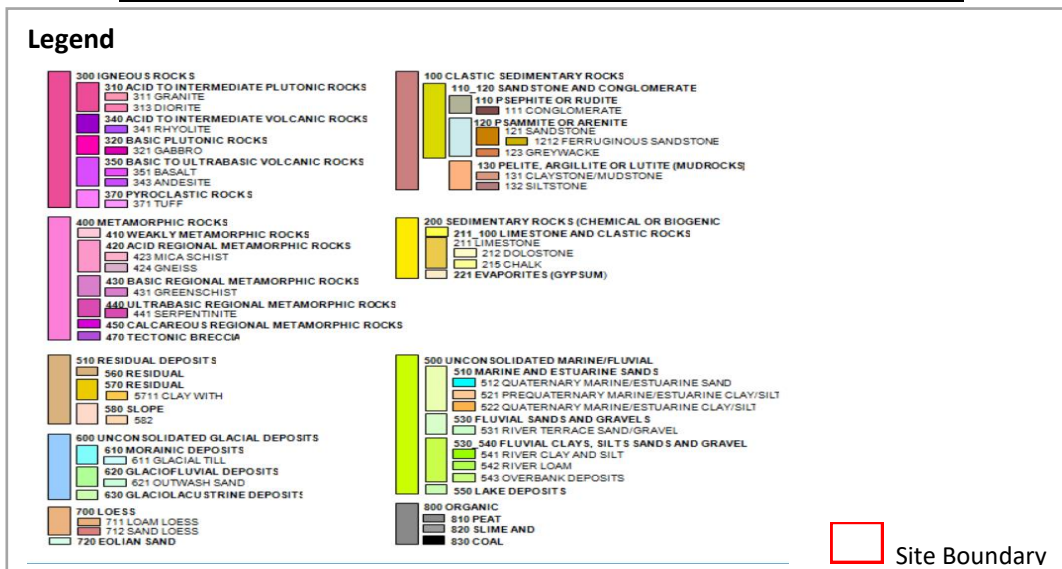 Legend
300 IGNEOUS ROCKS
310 ACID TO INTERMEDIATE PLUTONIC ROCKS
311 GRANITE
313 DIORITE
340 ACID TO INTERMEDIATE VOLCANIC ROCKS
341 RHYOLITE
320 BASIC PLUTONIC ROCKS
321 GABBRO
350 BASIC TO ULTRABASIC VOLCANIC ROCKS
351 BASALT
343 ANDESITE
370 PYROCLASTIC ROCKS
371 TUFF
400 METAMORPHIC ROCKS
410 WEAKLY METAMORPHIC ROCKS
420 ACID REGIONAL METAMORPHIC ROCKS
423 MICA SCHIST
424 GNEISS
430 BASIC REGIONAL METAMORPHIC ROCKS
431 GREENSCHIST
440 ULTRABASIC REGIONAL METAMORPHIC ROCKS
441 SERPENTINITE
450 CALCAREOUS REGIONAL METAMORPHIC ROCKS
470 TECTONIC BRECCIA
510 RESIDUAL DEPOSITS
560 RESIDUAL
570 RESIDUAL
5711 CLAY WITH
580 SLOPE
582
600 UNCONSOLIDATED GLACIAL DEPOSITS
610 MORAINIC DEPOSITS
611 GLACIAL TILL
620 GLACIOFLUVIAL DEPOSITS
621 OUTWASH SAND
630 GLACIOLACUSTRINE DEPOSITS
700 LOESS
711 LOAM LOESS
712 SAND LOESS
720 EOLIAN SAND
100 CLASTIC SEDIMENTARY ROCKS
110_120 SANDSTONE AND CONGLOMERATE
110 PSEPHITE OR RUDITE
111 CONGLOMERATE
120 PSAMMITE OR ARENITE
121 SANDSTONE
1212 FERRUGINOUS SANDSTONE
123 GREYWACKE
130 PELITE, ARGILLITE OR LUTITE (MUDROCKS)
131 CLAYSTONE/MUDSTONE
132 SILTSTONE
200 SEDIMENTARY ROCKS (CHEMICAL OR BIOGENIC
211_100 LIMESTONE AND CLASTIC ROCKS
211 LIMESTONE
212 DOLOSTONE
215 CHALK
221 EVAPORITES (GYPSUM)
500 UNCONSOLIDATED MARINE/FLUVIAL
510 MARINE AND ESTUARINE SANDS
512 QUATERNARY MARINE/ESTUARINE SAND
521 PREQUATERNARY MARINE/ESTUARINE CLAY/SILT
522 QUATERNARY MARINE/ESTUARINE CLAY/SILT
530 FLUVIAL SANDS AND GRAVELS
531 RIVER TERRACE SAND/GRAVEL
530_540 FLUVIAL CLAYS, SILTS SANDS AND GRAVEL
541 RIVER CLAY AND SILT
542 RIVER LOAM
543 OVERBANK DEPOSITS
550 LAKE DEPOSITS
800 ORGANIC
810 PEAT
820 SLIME AND
830 COAL
Site Boundary